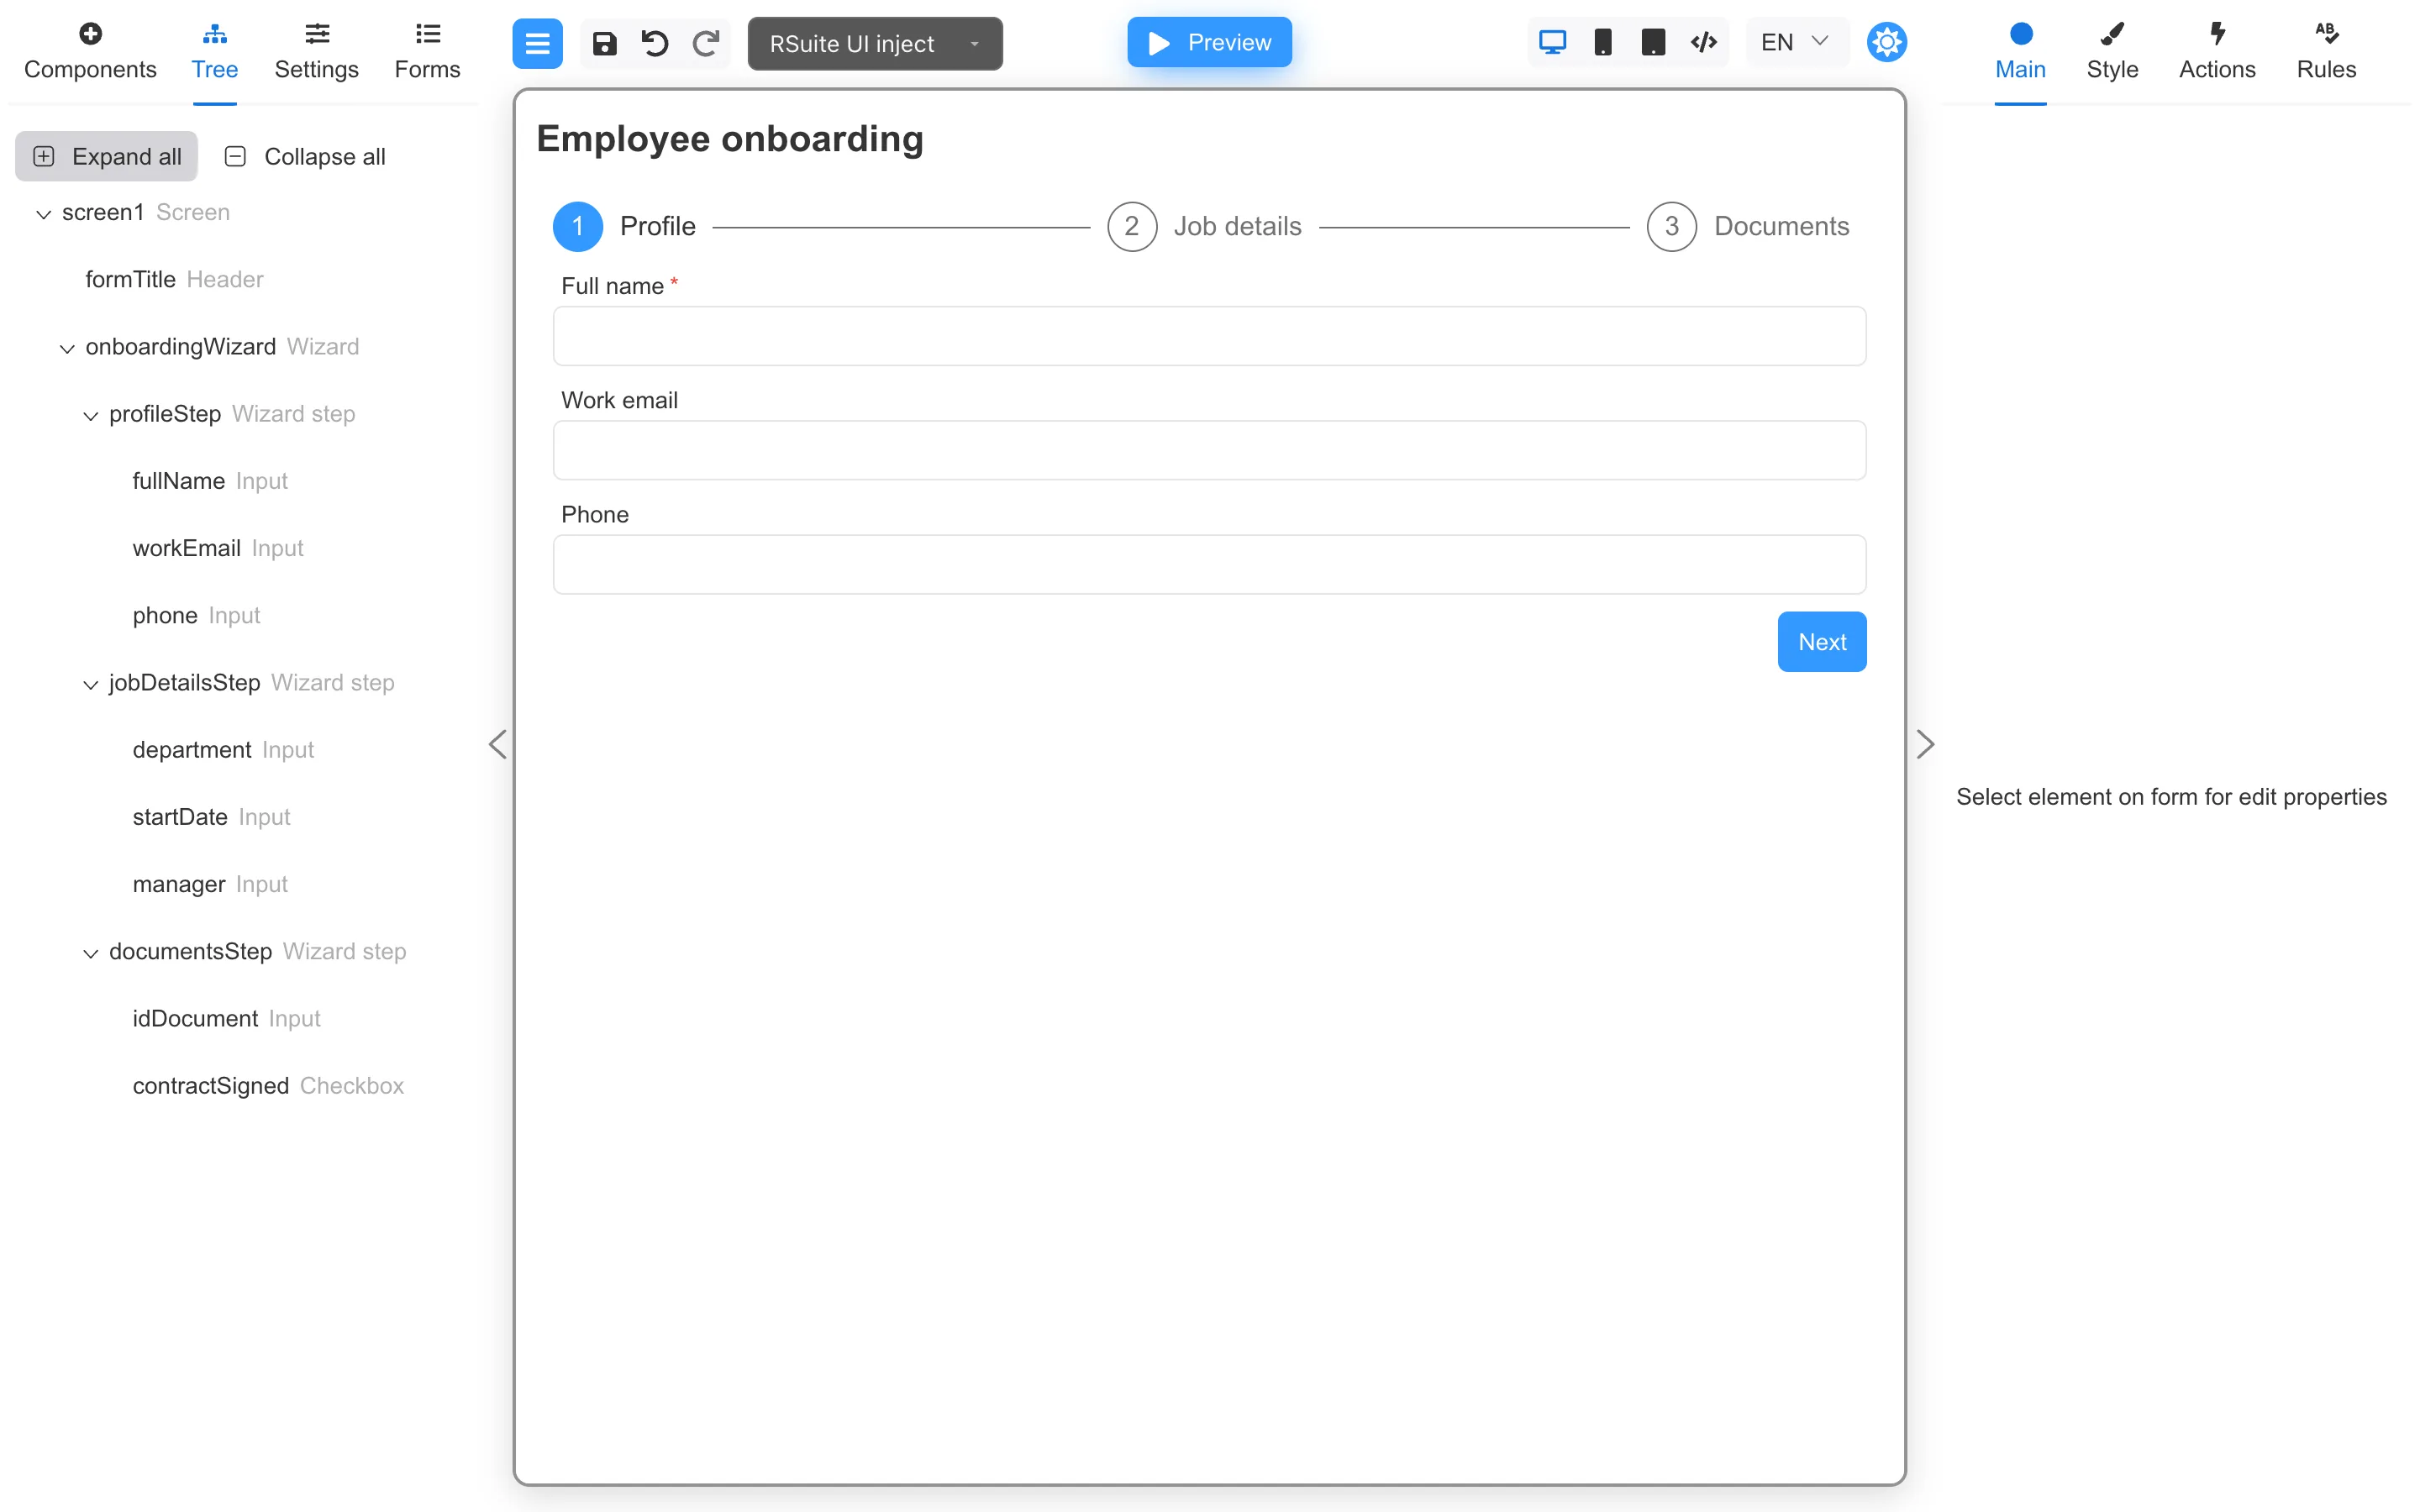 Components Tree Settings Forms
RSuite UI inject
Preview
EN
Main Style Actions AB Rules
Expand all Collapse all
screen1 Screen
formTitle Header
onboardingWizard Wizard
profileStep Wizard step
fullName Input
workEmail Input
phone Input
jobDetailsStep Wizard step
department Input
startDate Input
manager Input
documentsStep Wizard step
idDocument Input
contractSigned Checkbox
Employee onboarding
1 Profile 2 Job details 3 Documents
Full name *
Work email
Phone
Next
Select element on form for edit properties